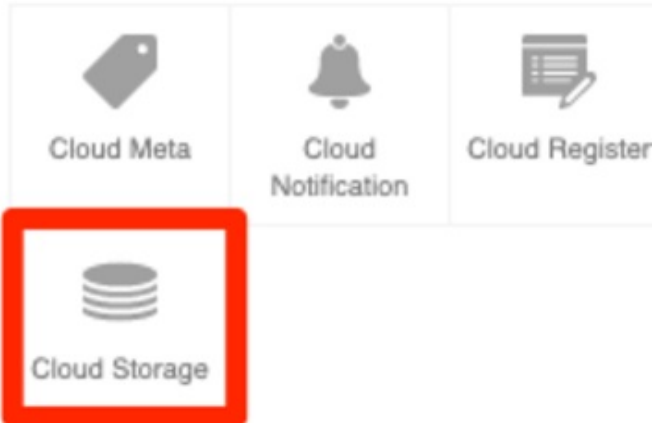 Cloud Meta
Cloud
Notification
Cloud Register
Cloud Storage